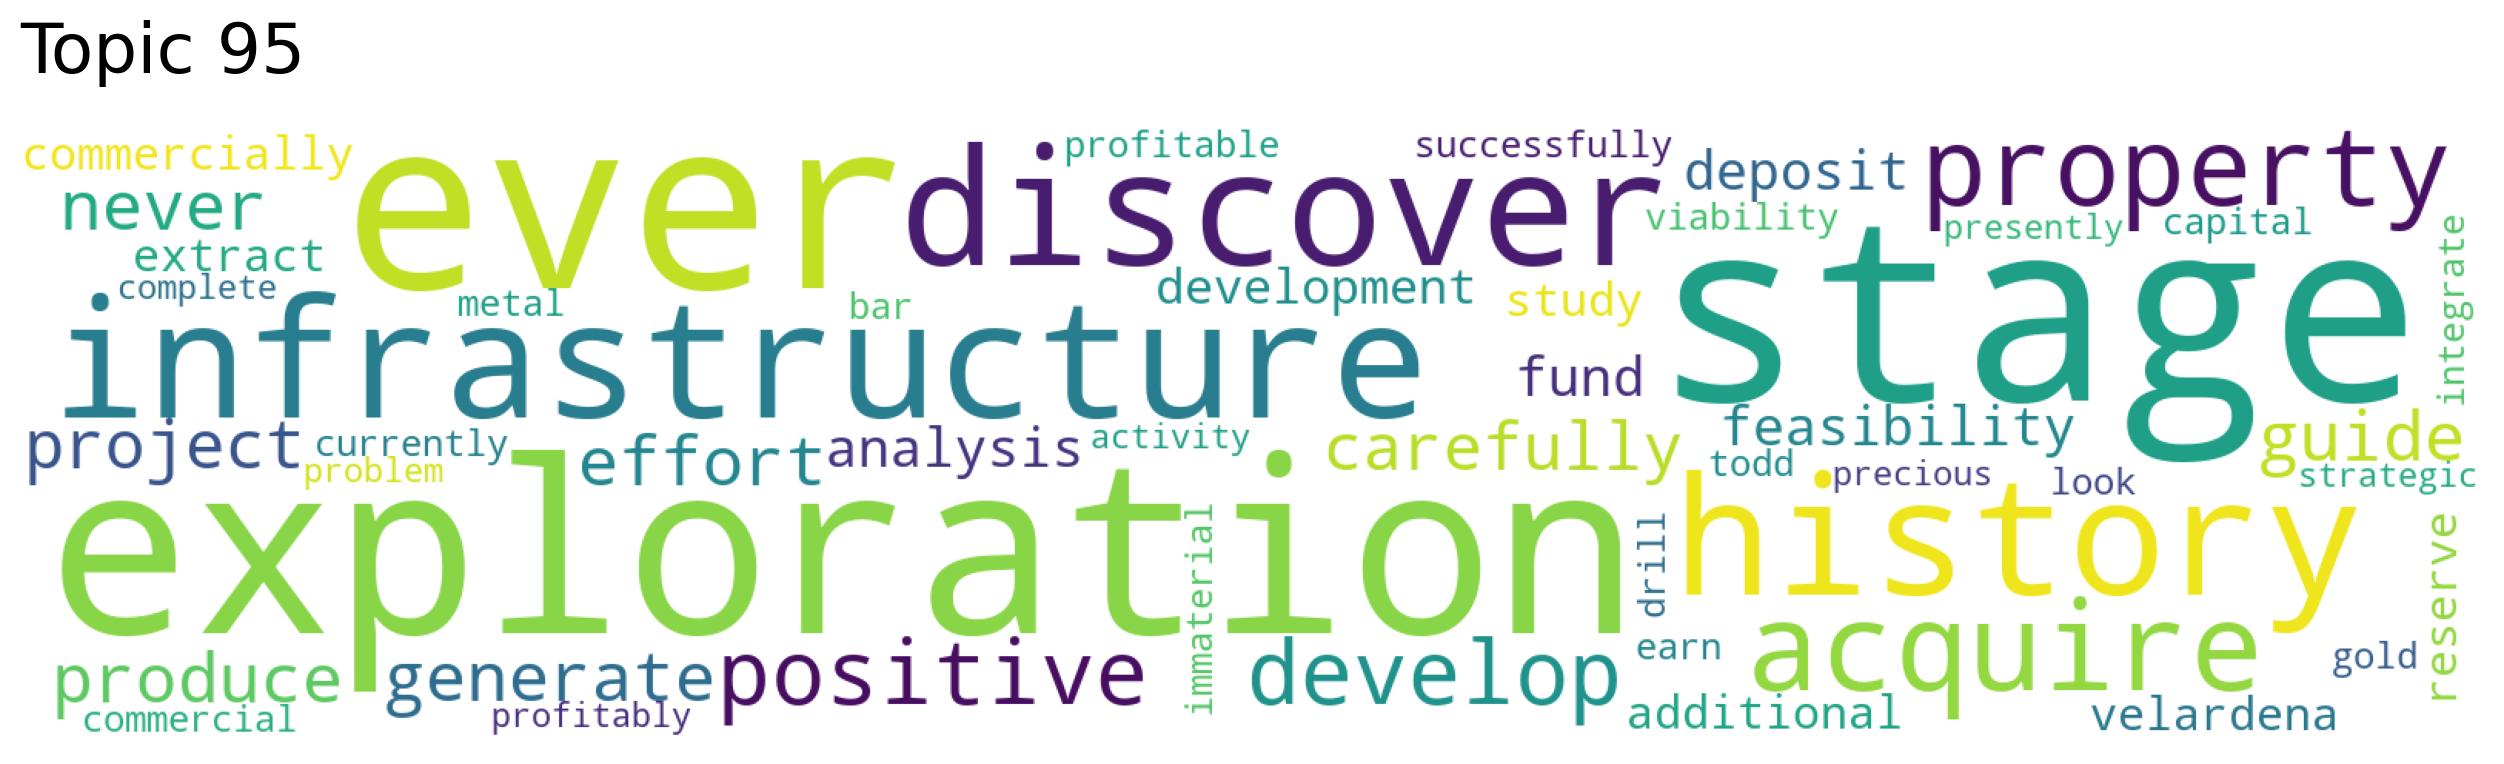 Topic 95
commercially
ever
discover
profitable
successfully
deposit
property
never
viability
presently
capital
extract
stage
integrate
complete
metal
bar
development
study
infrastructure
fund
project
currently
effort
analysis
activity
carefully
feasibility
guide
problem
todd
precious
look
strategic
exploration
immaterial
drill
history
reserve
produce
generate
positive
develop
earn
acquire
gold
commercial
profitably
additional
velardena